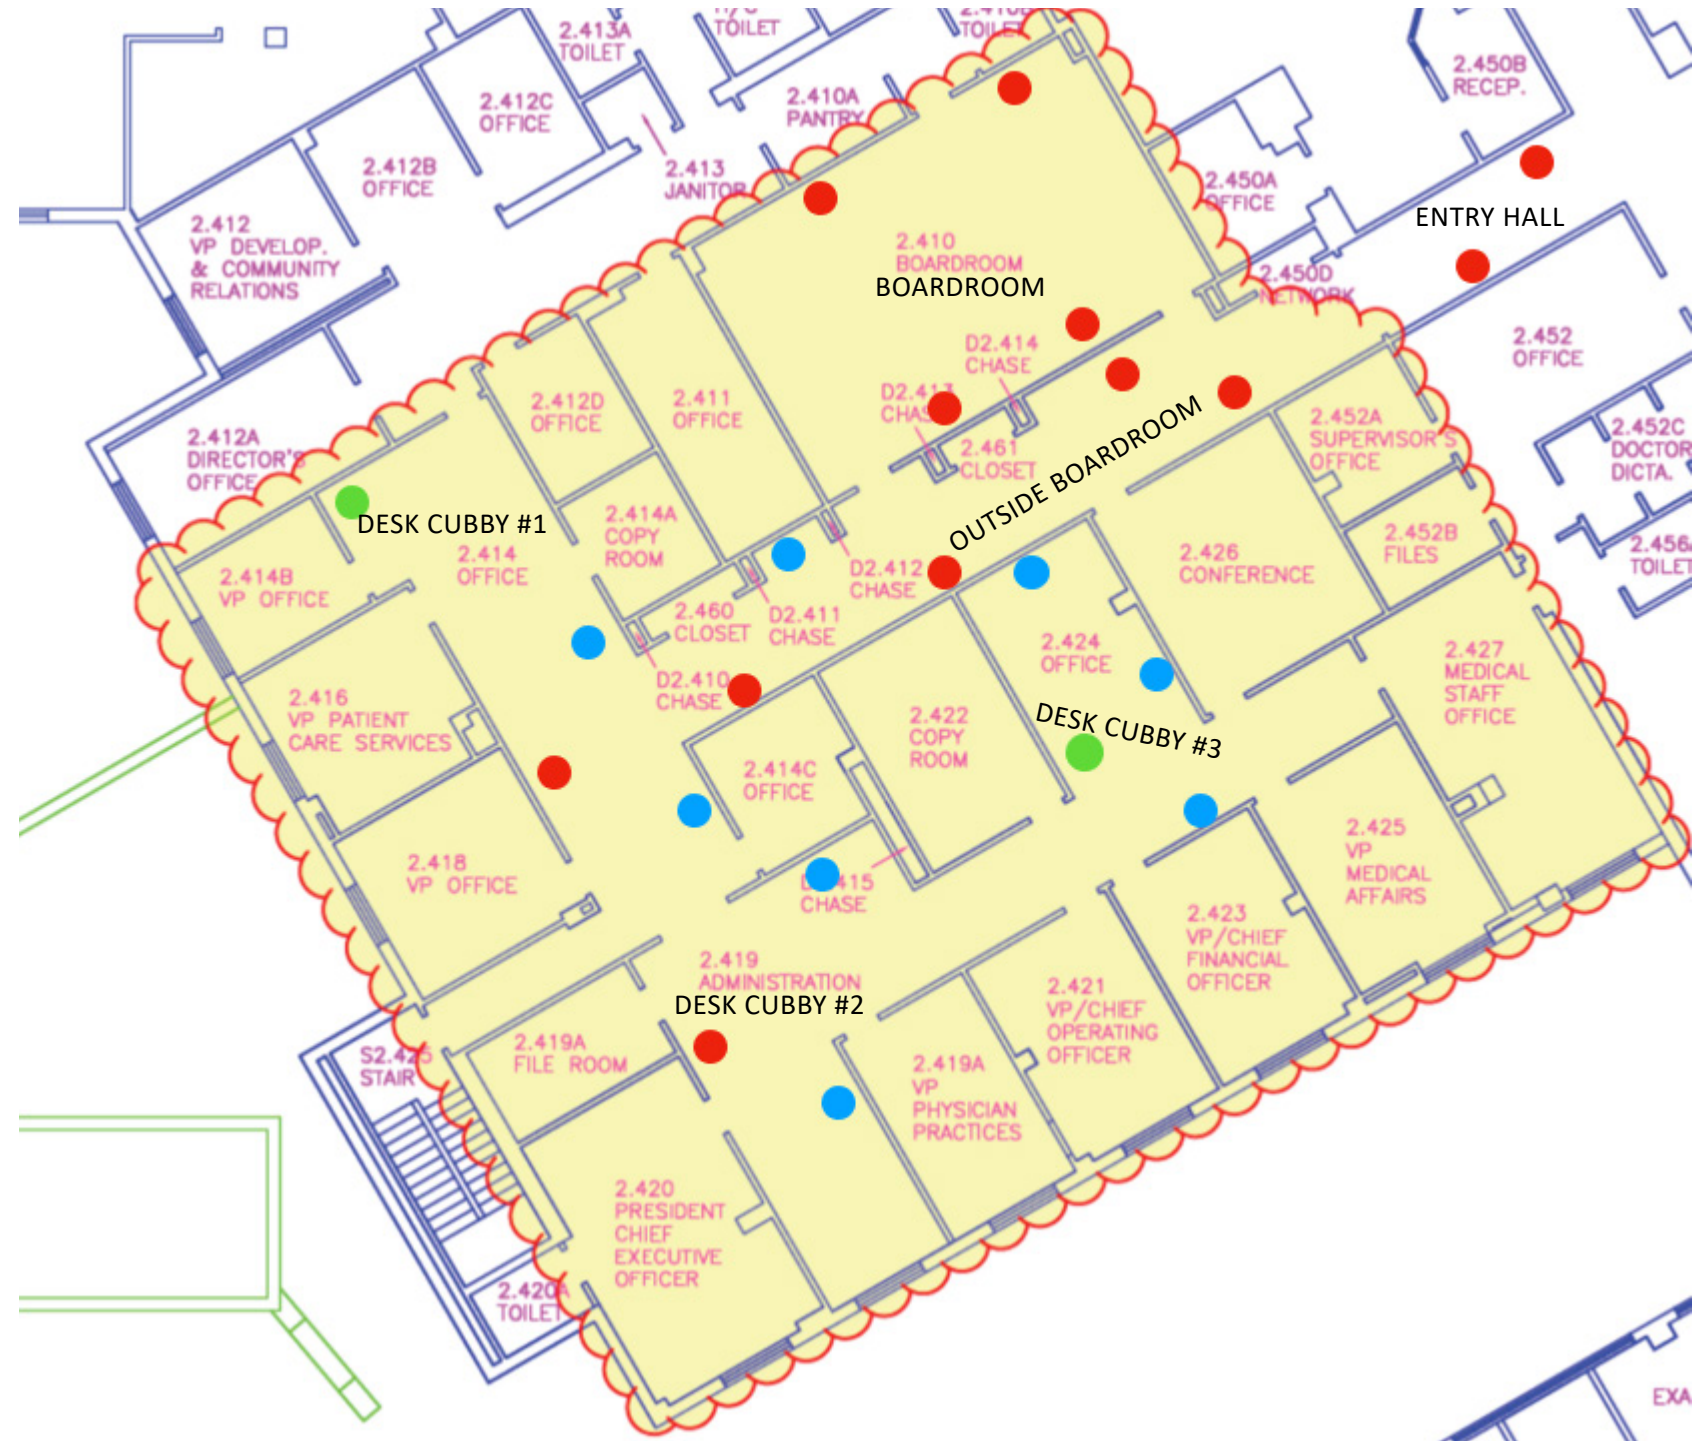 2.413A
TOILET
TOILET
TOILET
2.450B
RECEP.
2.412C
OFFICE
2.410A
PANTRY
2.412B
OFFICE
2.413
JANITOR
2.450A
OFFICE
ENTRY HALL
2.412
VP DEVELOP.
& COMMUNITY
RELATIONS
2.410
BOARDROOM
BOARDROOM
2.450D
NETWORK
2.452
OFFICE
D2.414
CHASE
D2.413
CHASE
2.412D
OFFICE
2.411
OFFICE
2.461
CLOSET
OUTSIDE BOARDROOM
2.452A
SUPERVISOR'S
OFFICE
2.452C
DOCTOR
DICTA.
2.412A
DIRECTOR'S
OFFICE
DESK CUBBY #1
2.414
OFFICE
2.414A
COPY
ROOM
2.452B
FILES
2.426
CONFERENCE
2.456A
TOILET
2.414B
VP OFFICE
D2.412
CHASE
2.460
CLOSET
D2.411
CHASE
2.424
OFFICE
2.427
MEDICAL
STAFF
OFFICE
D2.410
CHASE
2.416
VP PATIENT
CARE SERVICES
2.422
COPY
ROOM
DESK CUBBY #3
2.414C
OFFICE
2.418
VP OFFICE
2.425
VP
MEDICAL
AFFAIRS
CHASE
2.423
VP/CHIEF
FINANCIAL
OFFICER
2.419
ADMINISTRATION
DESK CUBBY #2
2.421
VP/CHIEF
OPERATING
OFFICER
2.419A
FILE ROOM
S2.425
STAIR
2.419A
VP
PHYSICIAN
PRACTICES
2.420
PRESIDENT
CHIEF
EXECUTIVE
OFFICER
2.420A
TOILET
EXA